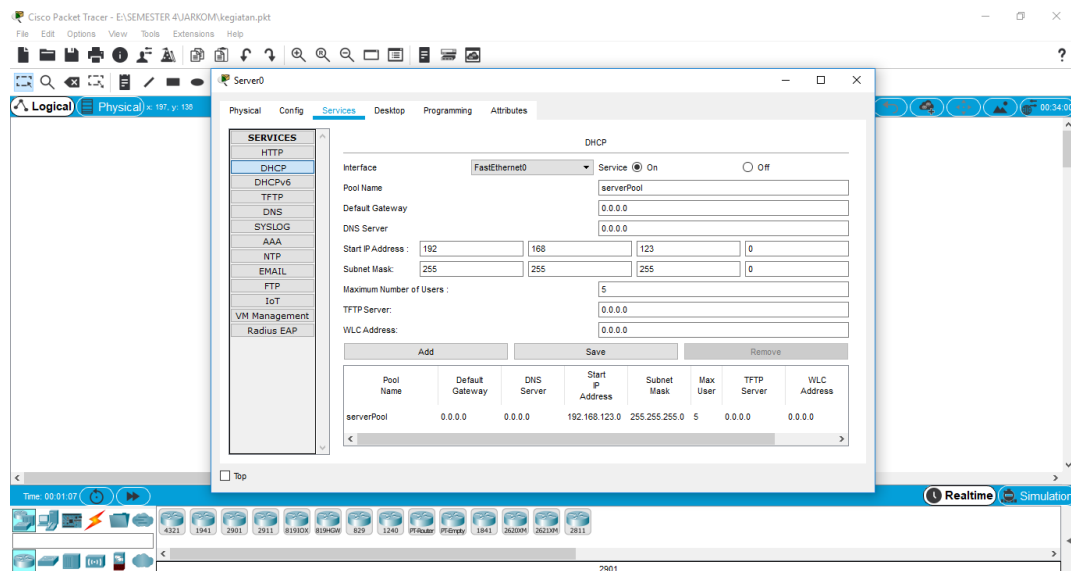 Cisco Packet Tracer - E:\SEMESTER 4\JARKOM\kegiatan.pkt
File Edit Options View Tools Extensions Help
?
Server0
Logical Physical x: 197, y: 138 00:34:00
Physical Config Services Desktop Programming Attributes
SERVICES
HTTP
DHCP
DHCPv6
TFTP
DNS
SYSLOG
AAA
NTP
EMAIL
FTP
IoT
VM Management
Radius EAP
DHCP
Interface FastEthernet0 Service On Off
Pool Name serverPool
Default Gateway 0.0.0.0
DNS Server 0.0.0.0
Start IP Address : 192 168 123 0
Subnet Mask: 255 255 255 0
Maximum Number of Users : 5
TFTP Server: 0.0.0.0
WLC Address: 0.0.0.0
Add Save Remove
Pool Name Default Gateway DNS Server Start IP Address Subnet Mask Max User TFTP Server WLC Address
serverPool 0.0.0.0 0.0.0.0 192.168.123.0 255.255.255.0 5 0.0.0.0 0.0.0.0
Top
Time: 00:01:07 Realtime Simulation
4321 1941 2901 2911 819IOX 819HGW 829 1240 PT-Router PT-Empty 1841 2620XM 2621XM 2811
2901